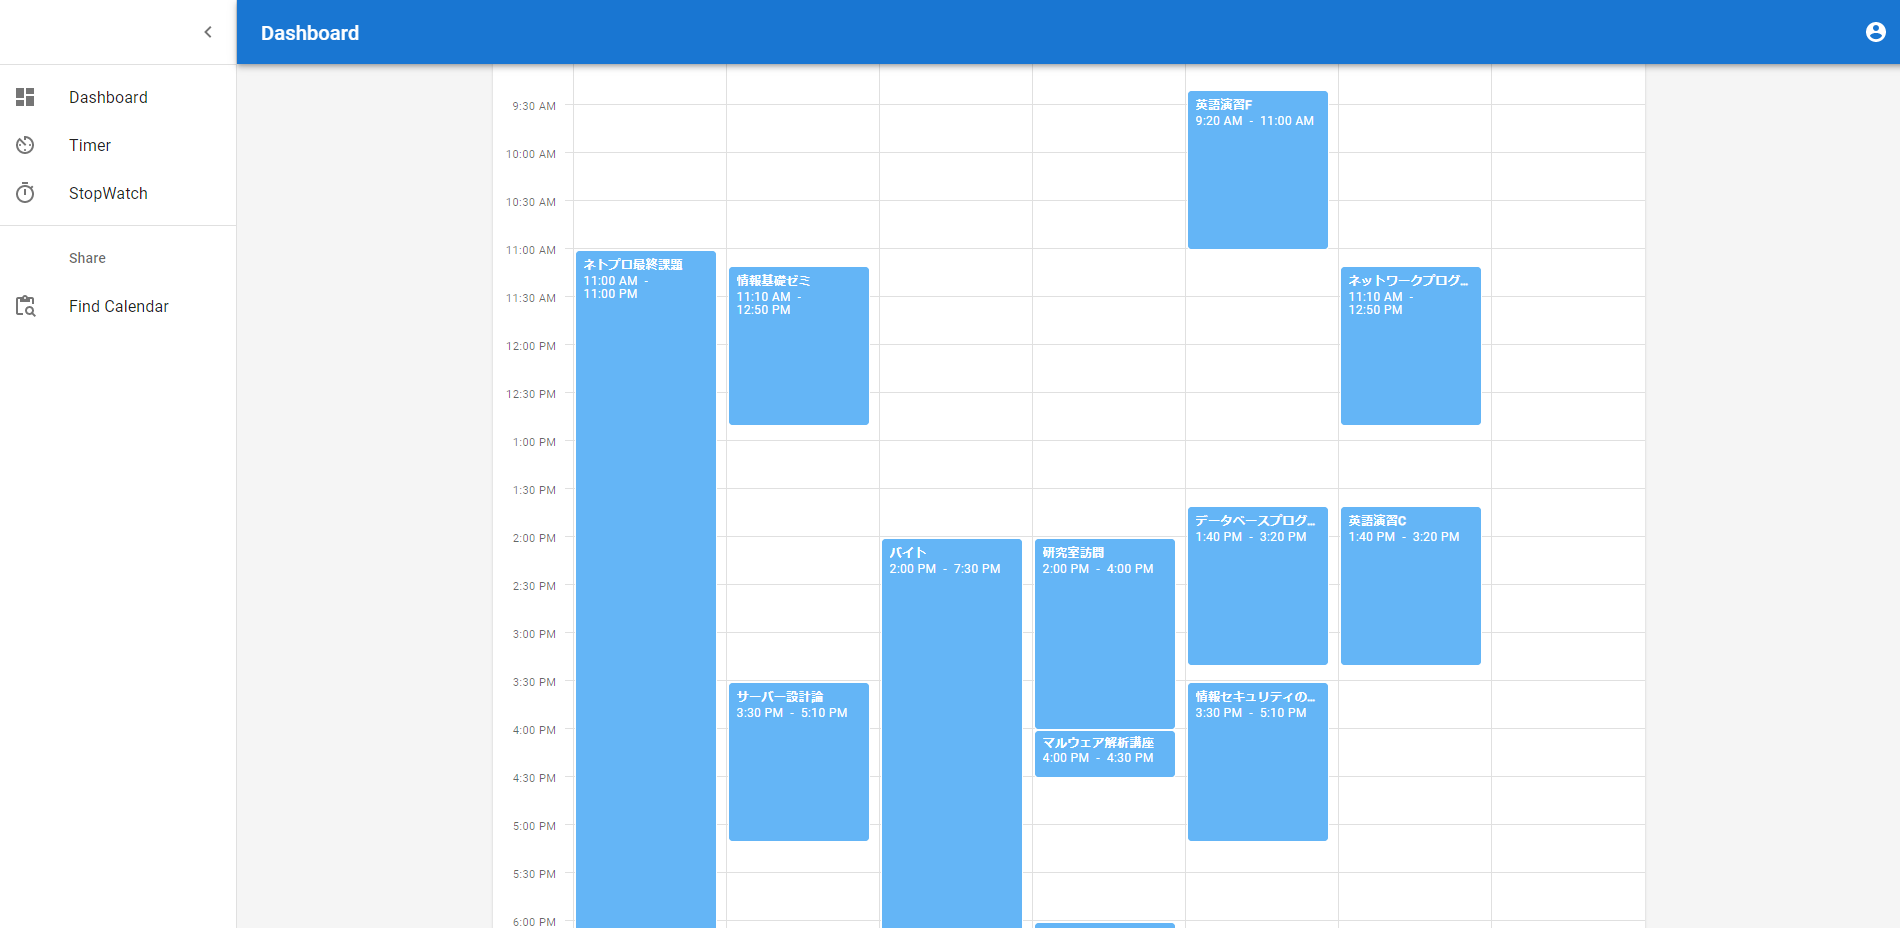 Dashboard
Dashboard
Timer
StopWatch
Share
Find Calendar
9:30 AM
10:00 AM
10:30 AM
11:00 AM
11:30 AM
12:00 PM
12:30 PM
1:00 PM
1:30 PM
2:00 PM
2:30 PM
3:00 PM
3:30 PM
4:00 PM
4:30 PM
5:00 PM
5:30 PM
6:00 PM
ネトプロ最終課題
11:00 AM -
11:00 PM
情報基礎ゼミ
11:10 AM -
12:50 PM
サーバー設計論
3:30 PM - 5:10 PM
バイト
2:00 PM - 7:30 PM
研究室訪問
2:00 PM - 4:00 PM
マルウェア解析講座
4:00 PM - 4:30 PM
英語演習F
9:20 AM - 11:00 AM
データベースプログ…
1:40 PM - 3:20 PM
情報セキュリティの…
3:30 PM - 5:10 PM
ネットワークプログ…
11:10 AM -
12:50 PM
英語演習C
1:40 PM - 3:20 PM